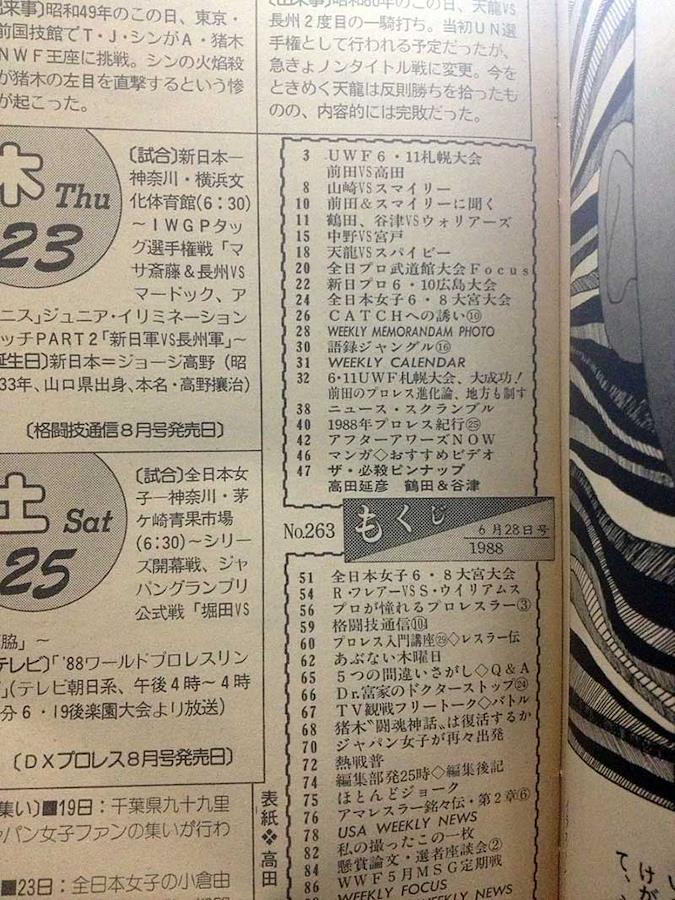 出来事)昭和49年のこの日、東京・
前国技館でT・J・シンがA・猪木
NWF王座に挑戦。シンの火焔殺
が猪木の左目を直撃するという惨
が起こった。
長州2度目の一騎打ち。当初UN選
手権として行われる予定だったが、
急きょノンタイトル戦に変更。今を
ときめく天龍は反則勝ちを拾ったも
のの、内容的には完敗だった。
木 Thu
23
〔試合〕新日本―
神奈川・横浜文
化体育館(6:30)
~IWGPタッ
グ選手権戦「マ
サ斎藤&長州VS
マードック、ア
ニス」ジュニア・イリミネーション
ッチPART2「新日軍VS長州軍」~
誕生日〕新日本=ジョージ高野(昭
33年、山口県出身、本名・高野攘治)
〔格闘技通信8月号発売日〕
土 Sat
25
〔試合〕全日本女
子―神奈川・茅
ケ崎青果市場
(6:30)~シリー
ズ開幕戦、ジャ
パングランプリ
公式戦「堀田VS
脇」~
テレビ〕「'88ワールドプロレスリン
」(テレビ朝日系、午後4時~4時
分6・19後楽園大会より放送)
〔DXプロレス8月号発売日〕
集い)■19日:千葉県九十九里
パン女子ファンの集いが行わ
■23日:全日本女子の小倉由
3 UWF6・11札幌大会
前田VS高田
8 山崎VSスマイリー
10 前田&スマイリーに聞く
11 鶴田、谷津VSウォリアーズ
15 中野VS宮戸
18 天龍VSスパイビー
20 全日プロ武道館大会Focus
22 新日プロ6・10広島大会
24 全日本女子6・8大宮大会
26 CATCHへの誘い⑩
28 WEEKLY MEMORANDAM PHOTO
30 語録ジャングル⑯
31 WEEKLY CALENDAR
32 6・11UWF札幌大会、大成功!
前田のプロレス進化論、地方も制す
38 ニュース・スクランブル
40 1988年プロレス紀行㉕
42 アフターアワーズNOW
46 マンガ◇おすすめビデオ
47 ザ・必殺ピンナップ
高田延彦 鶴田&谷津
No.263 もくじ 6月28日号
1988
51 全日本女子6・8大宮大会
54 R・フレアーVSS・ウイリアムス
56 プロが憧れるプロレスラー③
59 格闘技通信104
60 プロレス入門講座㉙◇レスラー伝
62 あぶない木曜日
65 5つの間違いさがし◇Q&A
66 Dr.富家のドクターストップ㉔
67 TV観戦フリートーク◇バトル
68 猪木〝闘魂神話〟は復活するか
70 ジャパン女子が再々出発
72 熱戦譜
74 編集部発25時◇編集後記
75 ほとんどジョーク
76 アマレスラー銘々伝・第2章⑥
78 USA WEEKLY NEWS
82 私の撮ったこの一枚
84 懸賞論文・選者座談会②
86 WWF5月MSG定期戦
WEEKLY FOCUS
WEEKLY NEWS
表紙❖高田